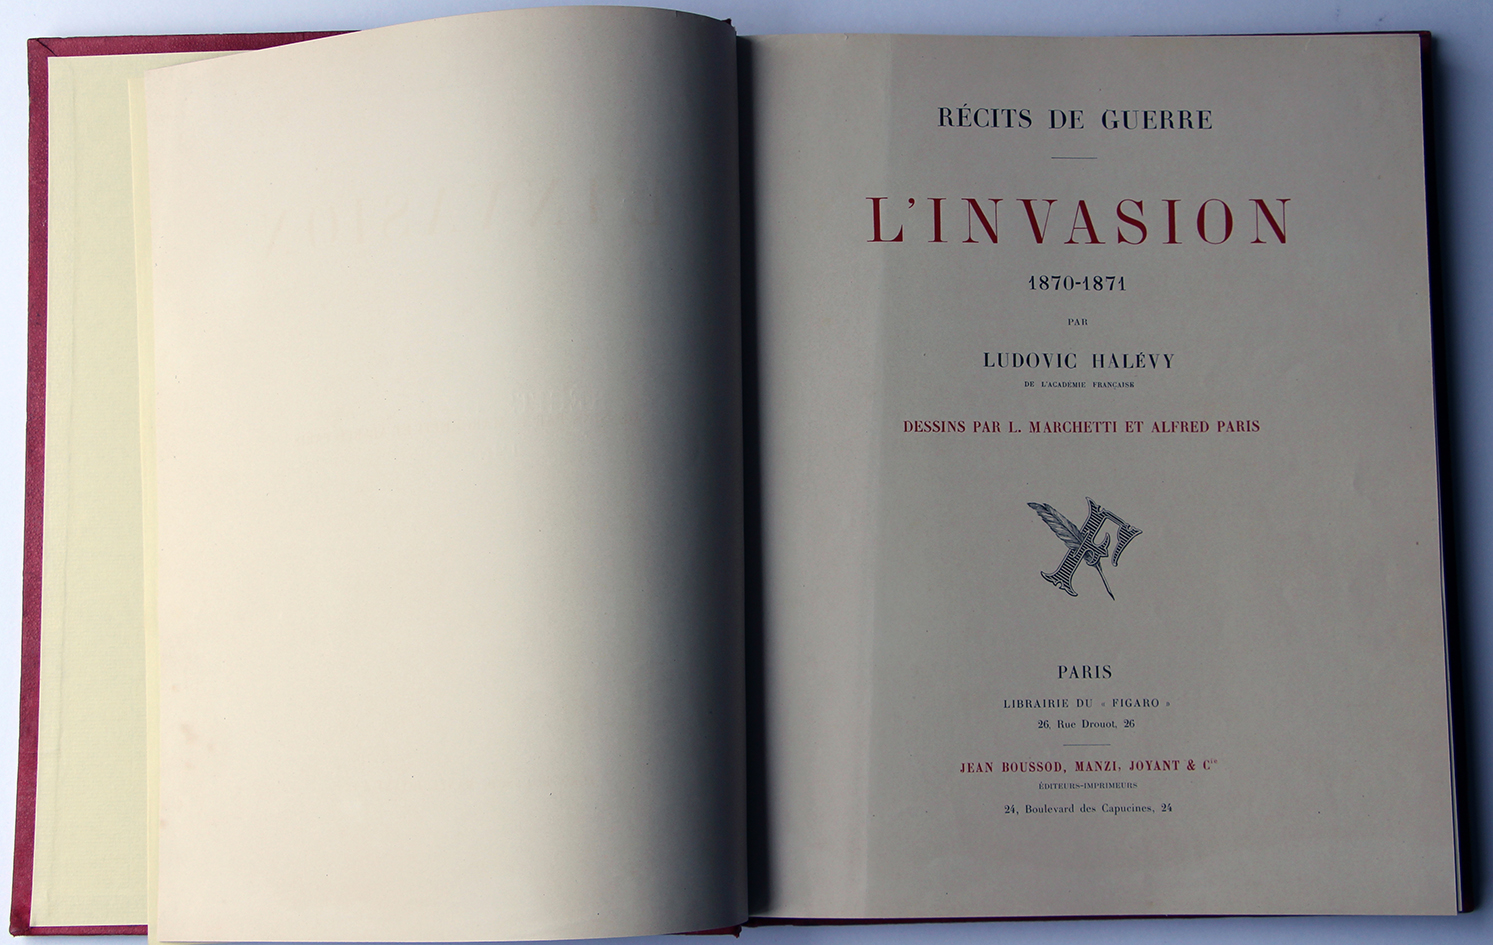 RÉCITS DE GUERRE
L'INVASION
1870-1871
PAR
LUDOVIC HALÉVY
DE L'ACADÉMIE FRANÇAISE
DESSINS PAR L. MARCHETTI ET ALFRED PARIS
F
PARIS
LIBRAIRIE DU « FIGARO »
26, Rue Drouot, 26
JEAN BOUSSOD, MANZI, JOYANT & Cie
ÉDITEURS-IMPRIMEURS
24, Boulevard des Capucines, 24